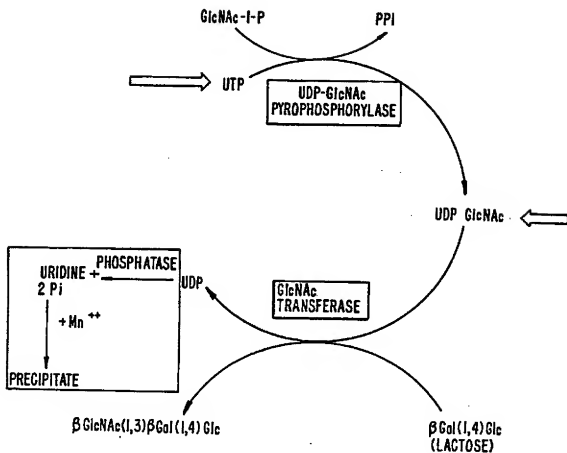 GlcNAc-1-P
PPI
UTP
UDP-GlcNAc
PYROPHOSPHORYLASE
UDP GlcNAc
PHOSPHATASE
URIDINE +
2 Pi
UDP
+Mn ++
PRECIPITATE
GlcNAc
TRANSFERASE
βGlcNAc(1,3)βGal(1,4)Glc
βGal(1,4)Glc
(LACTOSE)